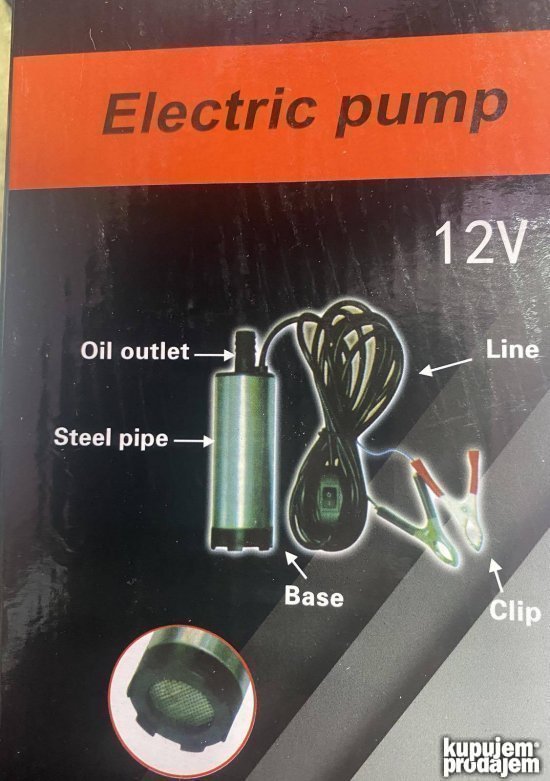 Electric pump
12V
Oil outlet
Line
Steel pipe
Base
Clip
kupujem
prodajem